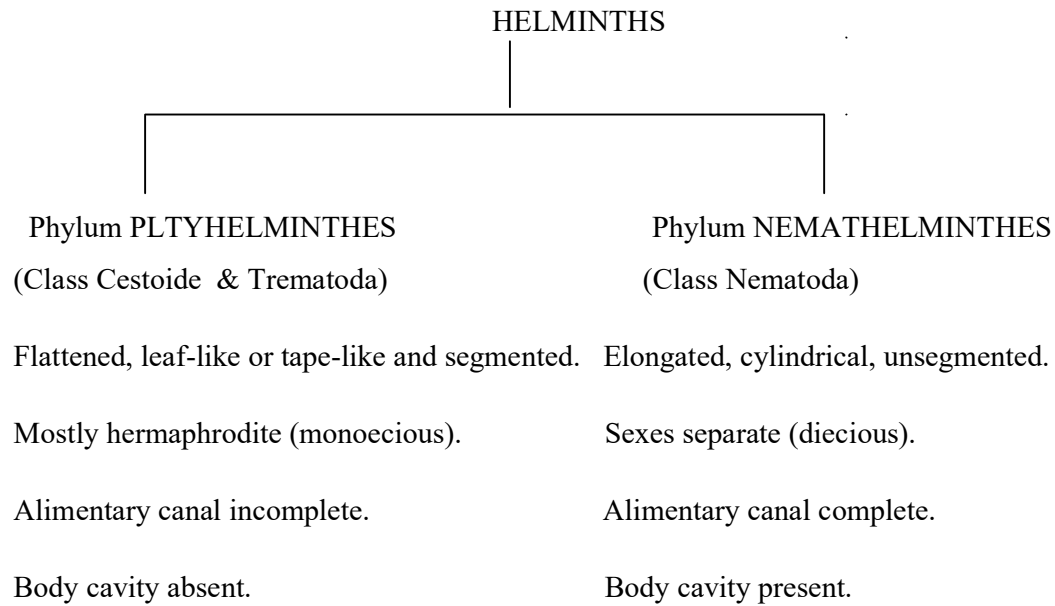 HELMINTHS
Phylum PLTYHELMINTHES
(Class Cestoide & Trematoda)
Flattened, leaf-like or tape-like and segmented.
Mostly hermaphrodite (monoecious).
Alimentary canal incomplete.
Body cavity absent.
Phylum NEMATHELMINTHES
(Class Nematoda)
Elongated, cylindrical, unsegmented.
Sexes separate (diecious).
Alimentary canal complete.
Body cavity present.